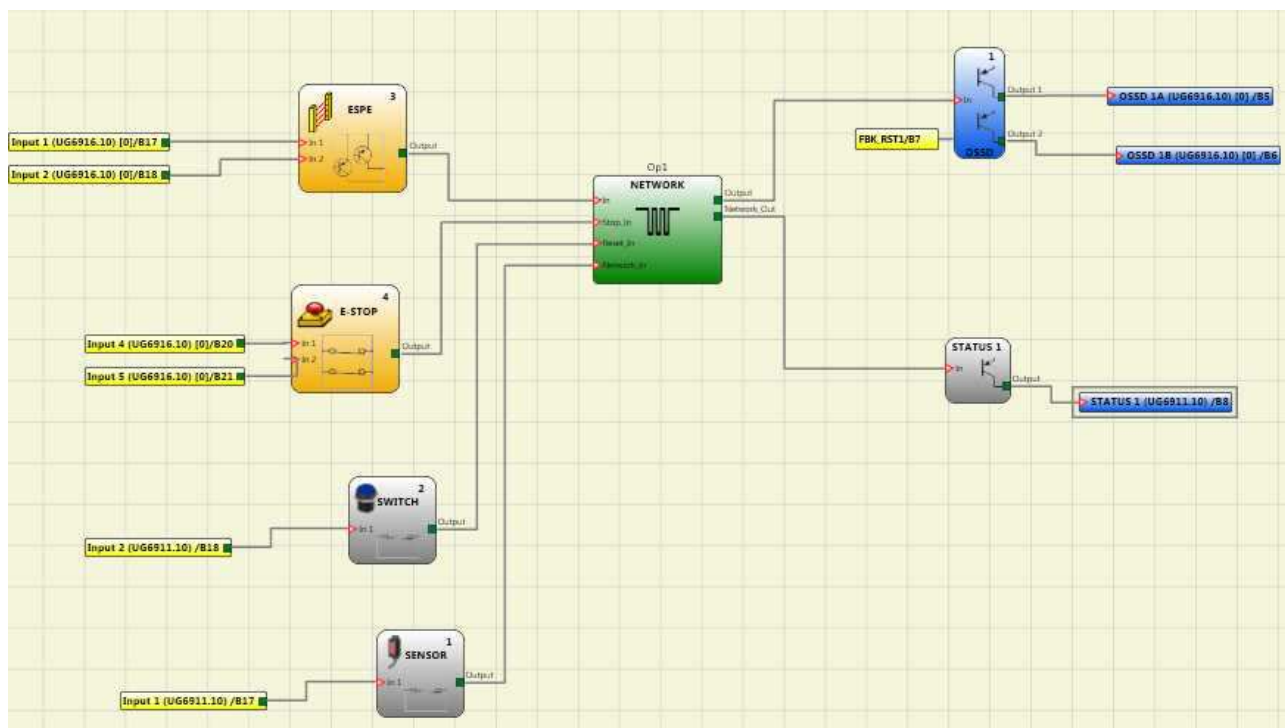 3
ESPE
Input 1 (UG6916.10) [0]/B17
In 1
Output
Input 2 (UG6916.10) [0]/B18
In 2
4
E-STOP
Input 4 (UG6916.10) [0]/B20
In 1
Output
Input 5 (UG6916.10) [0]/B21
In 2
2
SWITCH
Input 2 (UG6911.10) /B18
In 1
Output
1
SENSOR
Input 1 (UG6911.10) /B17
In 1
Output
Op1
NETWORK
In
Stop_In
Reset_In
Network_In
Output
Network_Out
1
In
Output 1
OSSD 1A (UG6916.10) [0] /B5
FBK_RST1/B7
Output 2
OSSD 1B (UG6916.10) [0] /B6
OSSD
STATUS 1
In
Output
STATUS 1 (UG6911.10) /B8